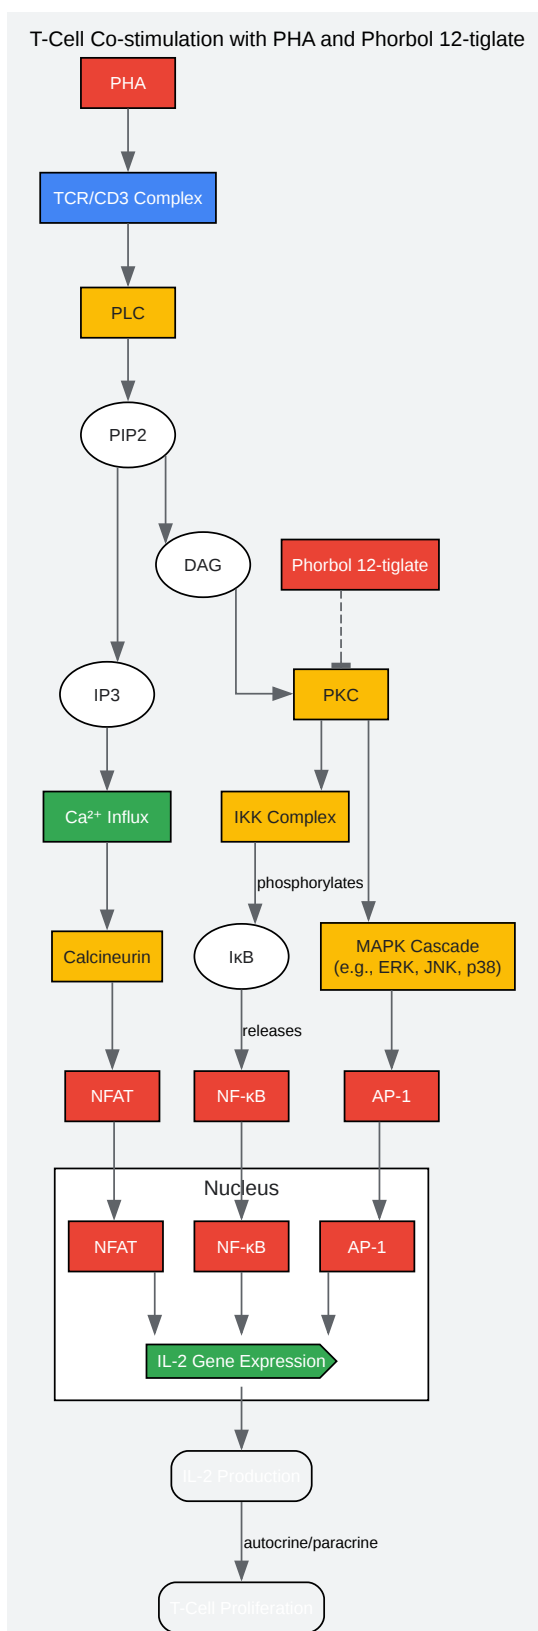 T-Cell Co-stimulation with PHA and Phorbol 12-tiglate
PHA
TCR/CD3 Complex
PLC
PIP2
DAG
Phorbol 12-tiglate
IP3
PKC
Ca²⁺ Influx
IKK Complex
phosphorylates
Calcineurin
IκB
MAPK Cascade
(e.g., ERK, JNK, p38)
releases
NFAT
NF-κB
AP-1
Nucleus
NFAT
NF-κB
AP-1
IL-2 Gene Expression
IL-2 Production
autocrine/paracrine
T-Cell Proliferation